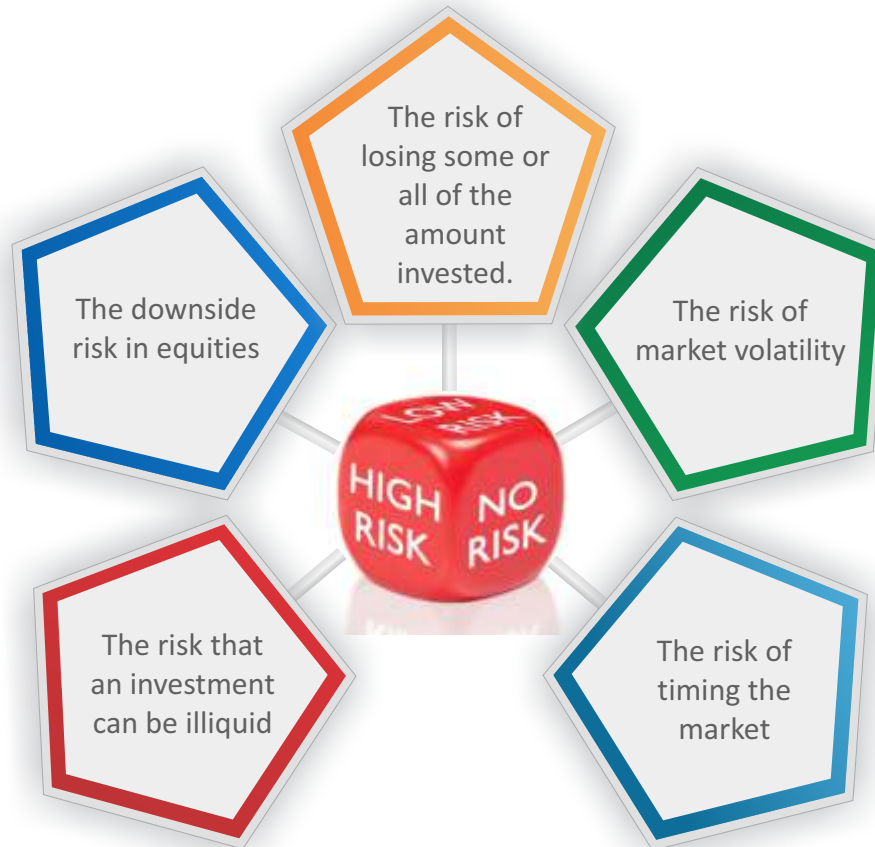 The risk of
losing some or
all of the
amount
invested.
The downside
risk in equities
The risk of
market volatility
LOW
RISK
HIGH
RISK
NO
RISK
The risk that
an investment
can be illiquid
The risk of
timing the
market